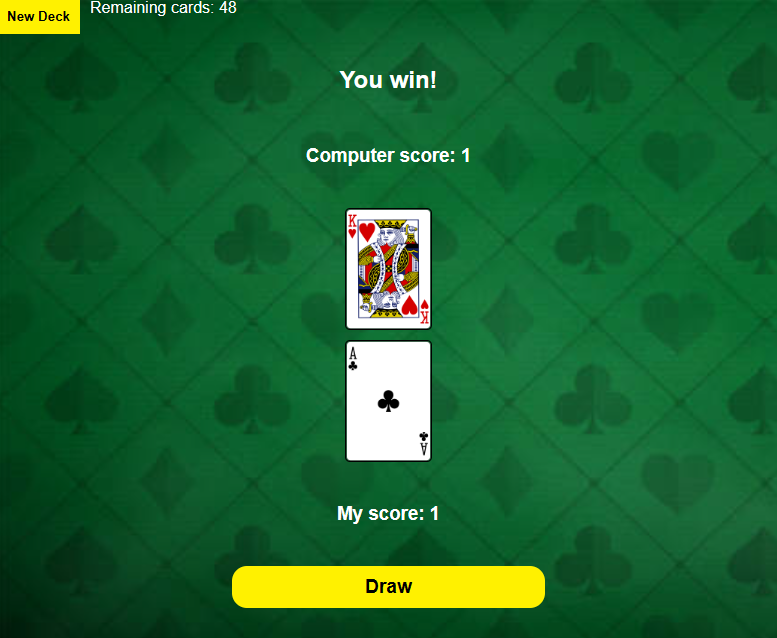 New Deck
Remaining cards: 48
You win!
Computer score: 1
K
K
A
A
My score: 1
Draw